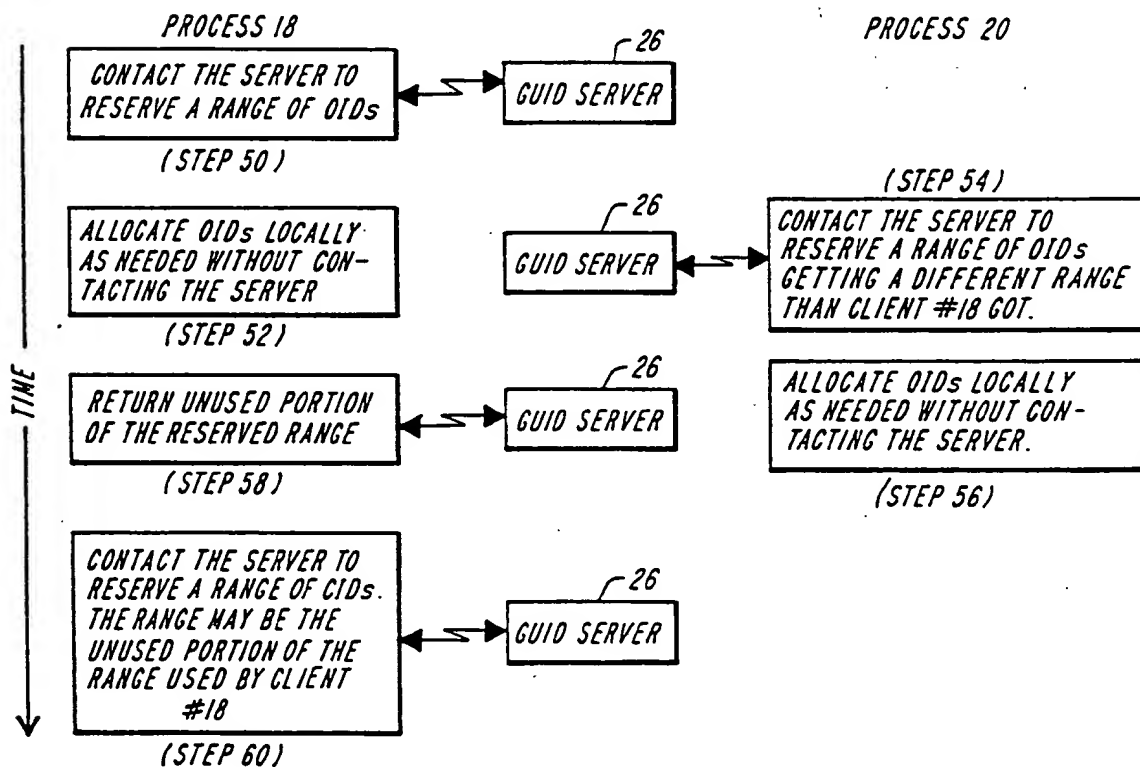 PROCESS 18
PROCESS 20
CONTACT THE SERVER TO
RESERVE A RANGE OF OIDs
(STEP 50)
26
GUID SERVER
(STEP 54)
ALLOCATE OIDs LOCALLY
AS NEEDED WITHOUT CON-
TACTING THE SERVER
(STEP 52)
26
GUID SERVER
CONTACT THE SERVER TO
RESERVE A RANGE OF OIDs
GETTING A DIFFERENT RANGE
THAN CLIENT #18 GOT.
TIME
RETURN UNUSED PORTION
OF THE RESERVED RANGE
(STEP 58)
26
GUID SERVER
ALLOCATE OIDs LOCALLY
AS NEEDED WITHOUT CON-
TACTING THE SERVER.
(STEP 56)
CONTACT THE SERVER TO
RESERVE A RANGE OF CIDs.
THE RANGE MAY BE THE
UNUSED PORTION OF THE
RANGE USED BY CLIENT
#18
(STEP 60)
26
GUID SERVER